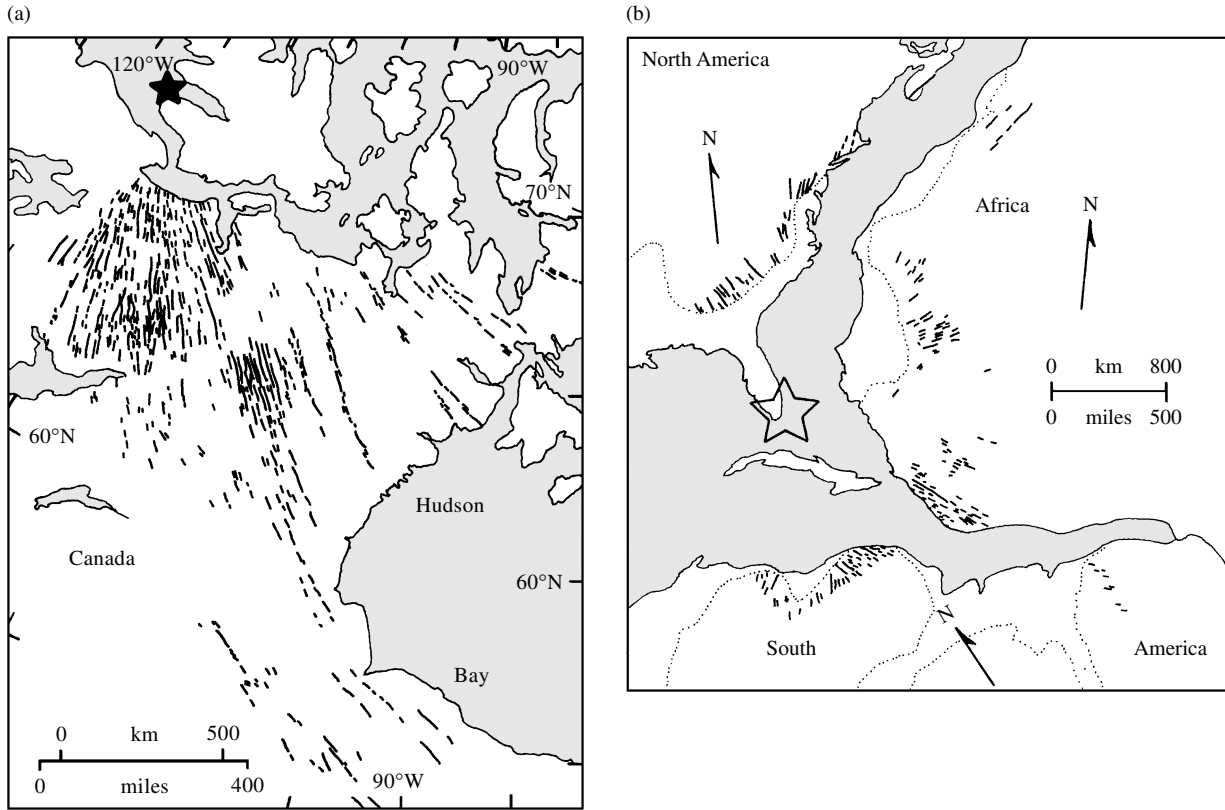 (a)
120°W
90°W
70°N
60°N
Hudson
Canada
60°N
Bay
0 km 500
0 miles 400
90°W
(b)
North America
N
Africa
N
0 km 800
0 miles 500
N
South
America